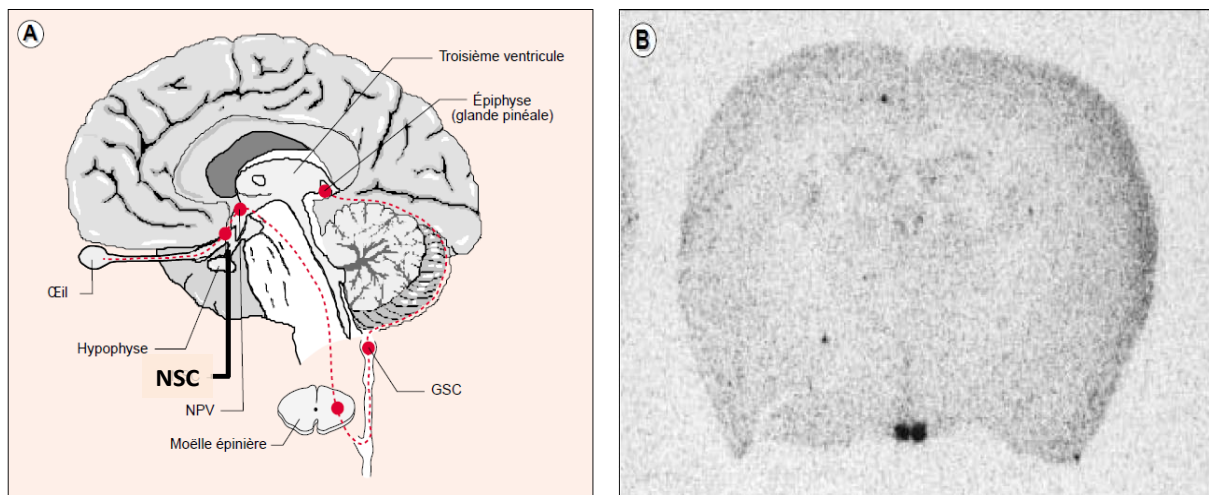 A
Troisième ventricule
Épiphyse
(glande pinéale)
Œil
Hypophyse
NSC
NPV
Moëlle épinière
GSC
B